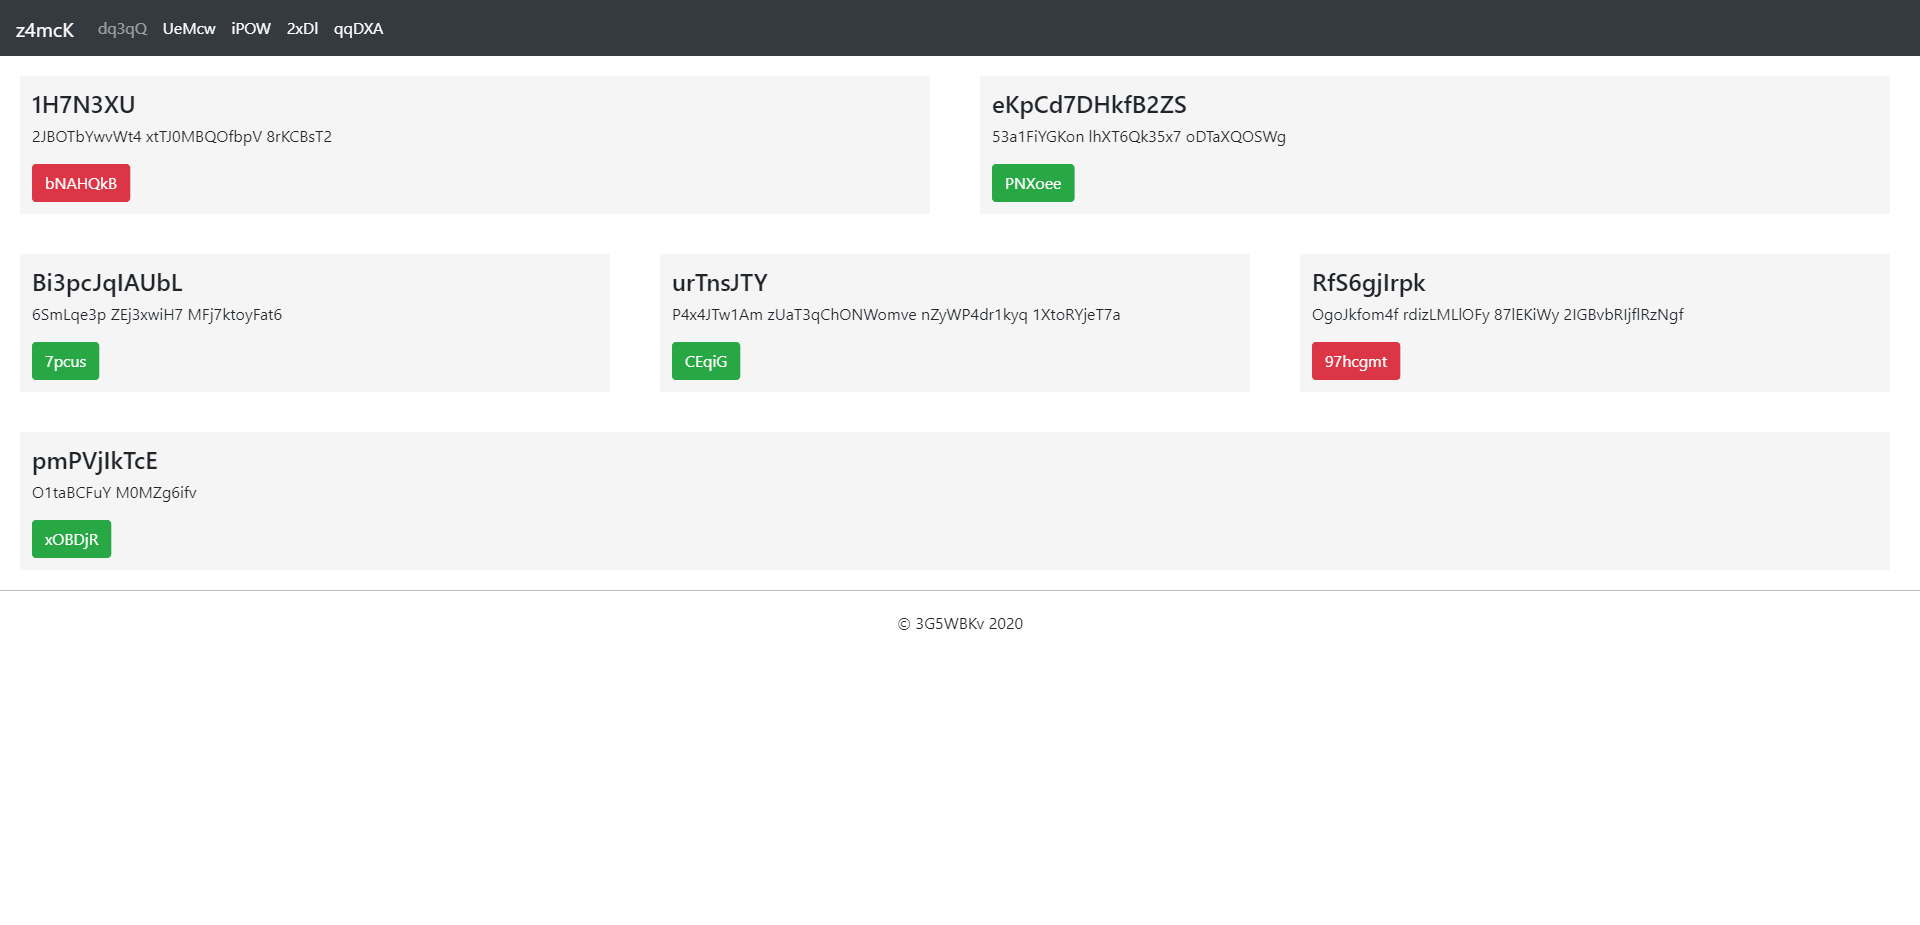 z4mcK dq3qQ UeMcw iPOW 2xDl qqDXA
1H7N3XU
2JBOTbYwvWt4 xtTJ0MBQOfbpV 8rKCBsT2
bNAHQkB
eKpCd7DHkfB2ZS
53a1FiYGKon lhXT6Qk35x7 oDTaXQOSWg
PNXoee
Bi3pcJqIAUbL
6SmLqe3p ZEj3xwiH7 MFj7ktoyFat6
7pcus
urTnsJTY
P4x4JTw1Am zUaT3qChONWomve nZyWP4dr1kyq 1XtoRYjeT7a
CEqiG
RfS6gjIrpk
OgoJkfom4f rdizLMLlOFy 87lEKiWy 2IGBvbRIjflRzNgf
97hcgmt
pmPVjIkTcE
O1taBCFuY M0MZg6ifv
xOBDjR
© 3G5WBKv 2020